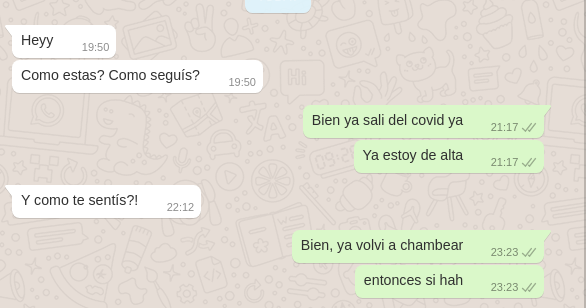 Heyy
19:50
Como estas? Como seguís?
19:50
Bien ya sali del covid ya
21:17
Ya estoy de alta
21:17
Y como te sentís?!
22:12
Bien, ya volvi a chambear
23:23
entonces si hah
23:23